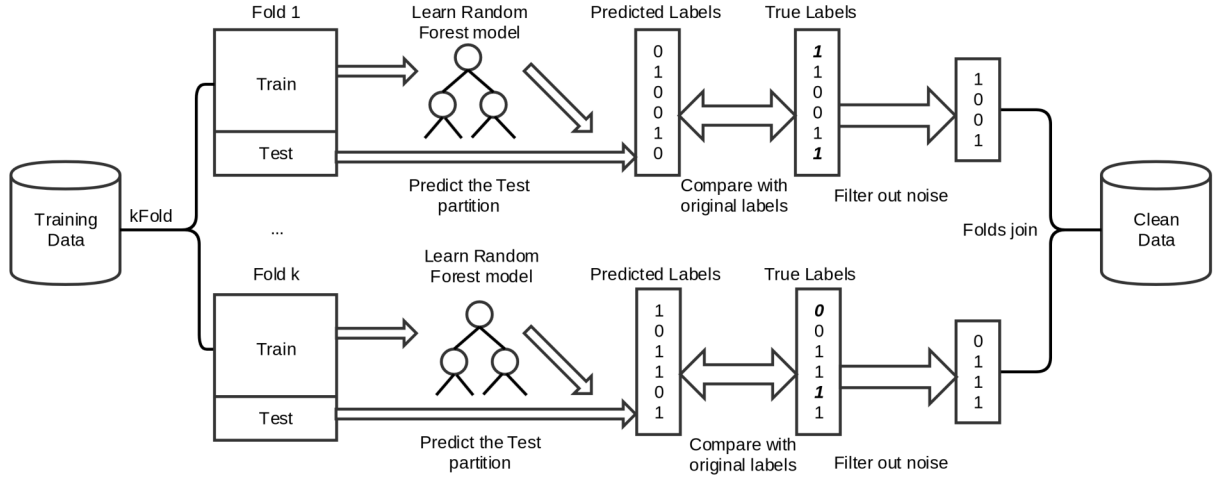 Fold 1
Learn Random
Forest model
Predicted Labels
True Labels
Train
Test
0
1
0
0
1
0
1
1
0
0
1
1
1
0
0
1
Predict the Test
partition
Compare with
original labels
Filter out noise
Training
Data
kFold
...
Folds join
Clean
Data
Fold k
Learn Random
Forest model
Predicted Labels
True Labels
Train
Test
1
0
1
1
0
1
0
0
1
1
1
1
0
1
1
1
Predict the Test
partition
Compare with
original labels
Filter out noise